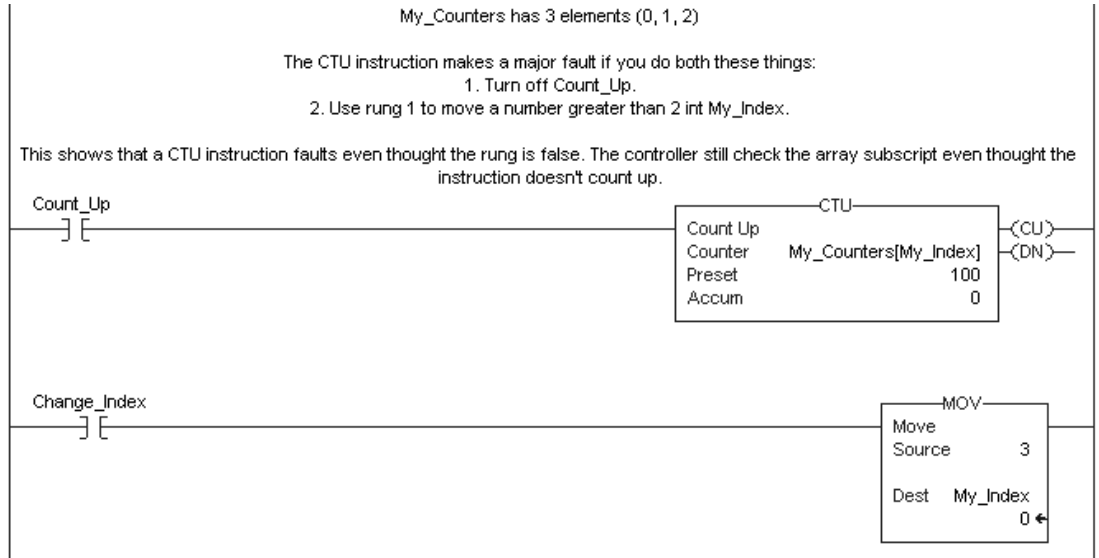 My_Counters has 3 elements (0, 1, 2)
The CTU instruction makes a major fault if you do both these things:
1. Turn off Count_Up.
2. Use rung 1 to move a number greater than 2 int My_Index.
This shows that a CTU instruction faults even thought the rung is false. The controller still check the array subscript even thought the
instruction doesn't count up.
Count_Up
CTU
Count Up
Counter My_Counters[My_Index]
Preset 100
Accum 0
(CU)
(DN)
Change_Index
MOV
Move
Source 3
Dest My_Index
0